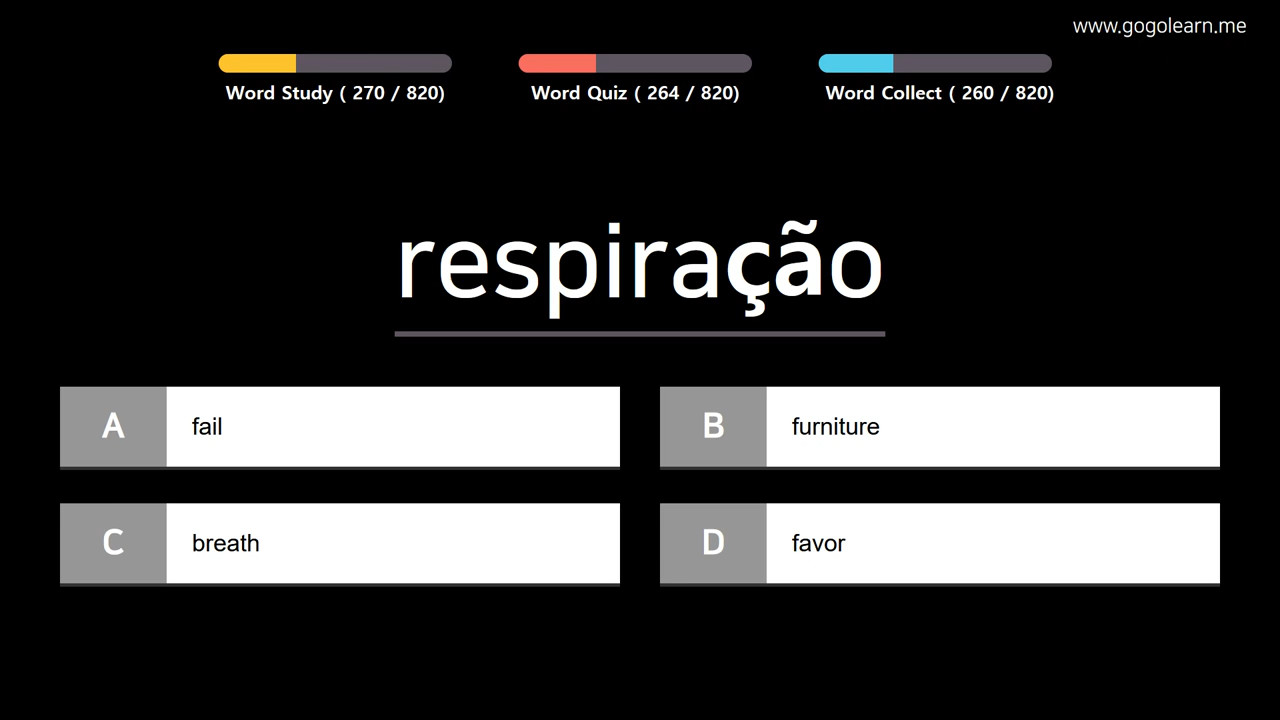 www.gogolearn.me
Word Study ( 270 / 820)
Word Quiz ( 264 / 820)
Word Collect ( 260 / 820)
respiração
A fail
B furniture
C breath
D favor